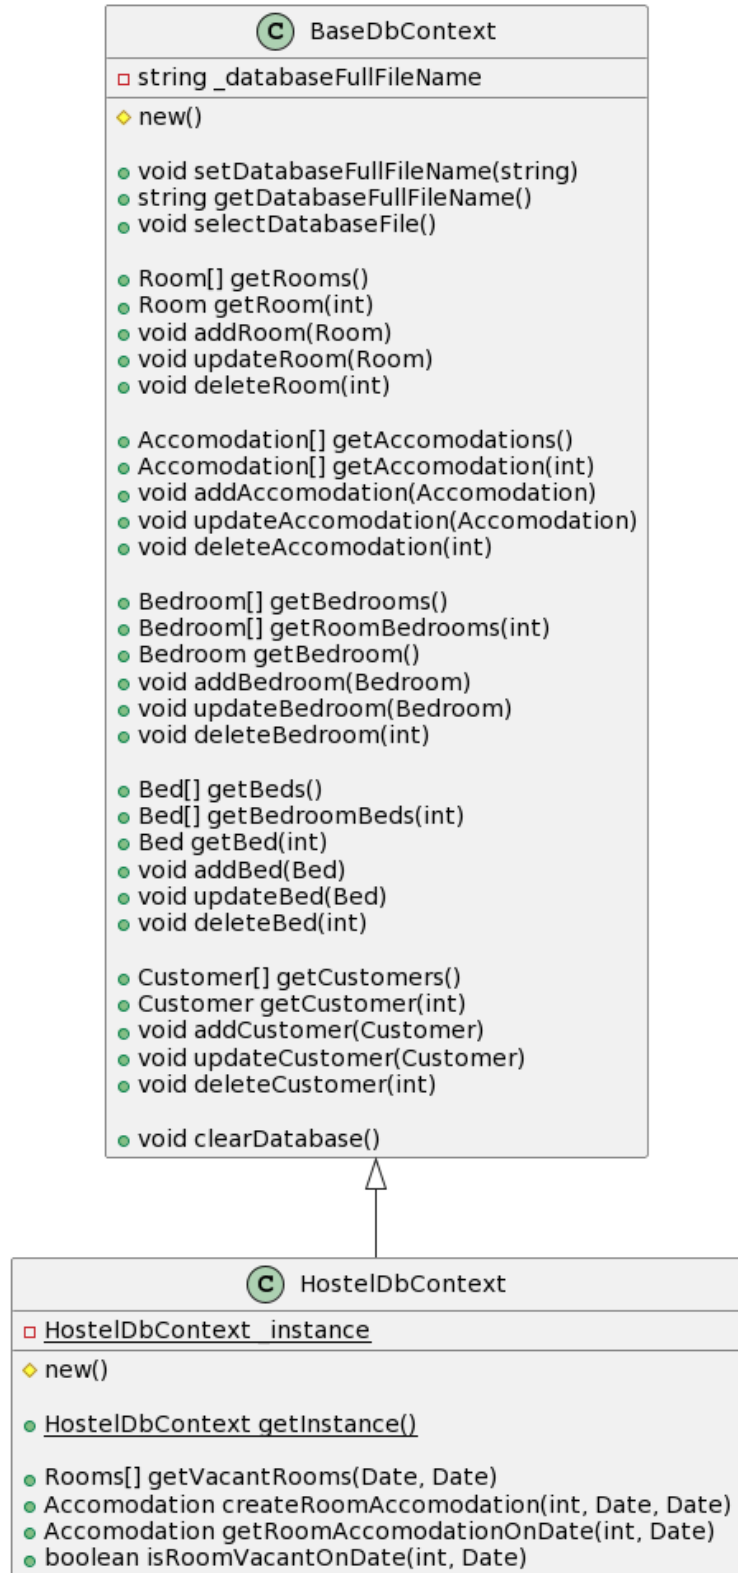 C BaseDbContext
string _databaseFullFileName
new()
void setDatabaseFullFileName(string)
string getDatabaseFullFileName()
void selectDatabaseFile()
Room[] getRooms()
Room getRoom(int)
void addRoom(Room)
void updateRoom(Room)
void deleteRoom(int)
Accomodation[] getAccomodations()
Accomodation[] getAccomodation(int)
void addAccomodation(Accomodation)
void updateAccomodation(Accomodation)
void deleteAccomodation(int)
Bedroom[] getBedrooms()
Bedroom[] getRoomBedrooms(int)
Bedroom getBedroom()
void addBedroom(Bedroom)
void updateBedroom(Bedroom)
void deleteBedroom(int)
Bed[] getBeds()
Bed[] getBedroomBeds(int)
Bed getBed(int)
void addBed(Bed)
void updateBed(Bed)
void deleteBed(int)
Customer[] getCustomers()
Customer getCustomer(int)
void addCustomer(Customer)
void updateCustomer(Customer)
void deleteCustomer(int)
void clearDatabase()
C HostelDbContext
HostelDbContext _instance
new()
HostelDbContext getInstance()
Rooms[] getVacantRooms(Date, Date)
Accomodation createRoomAccomodation(int, Date, Date)
Accomodation getRoomAccomodationOnDate(int, Date)
boolean isRoomVacantOnDate(int, Date)